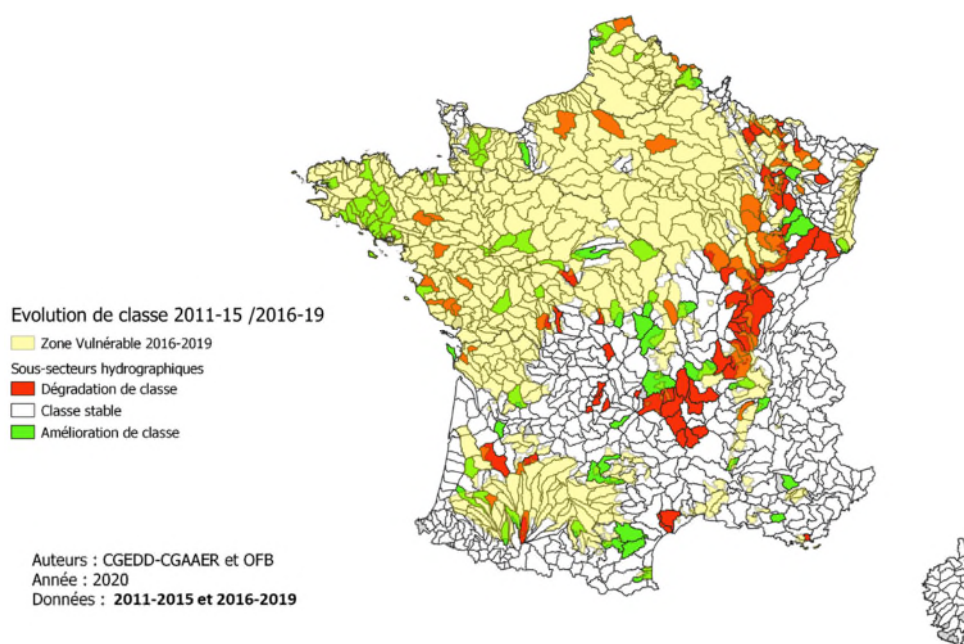 Evolution de classe 2011-15 /2016-19
Zone Vulnérable 2016-2019
Sous-secteurs hydrographiques
Dégradation de classe
Classe stable
Amélioration de classe
Auteurs : CGEDD-CGAAER et OFB
Année : 2020
Données : 2011-2015 et 2016-2019